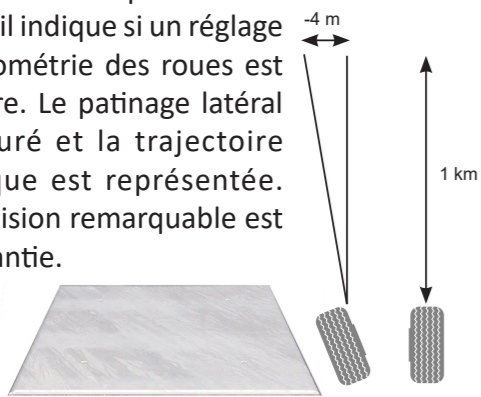 il indique si un réglage
ométrie des roues est
re. Le patinage latéral
uré et la trajectoire
que est représentée.
ision remarquable est
ntie.
-4 m
1 km